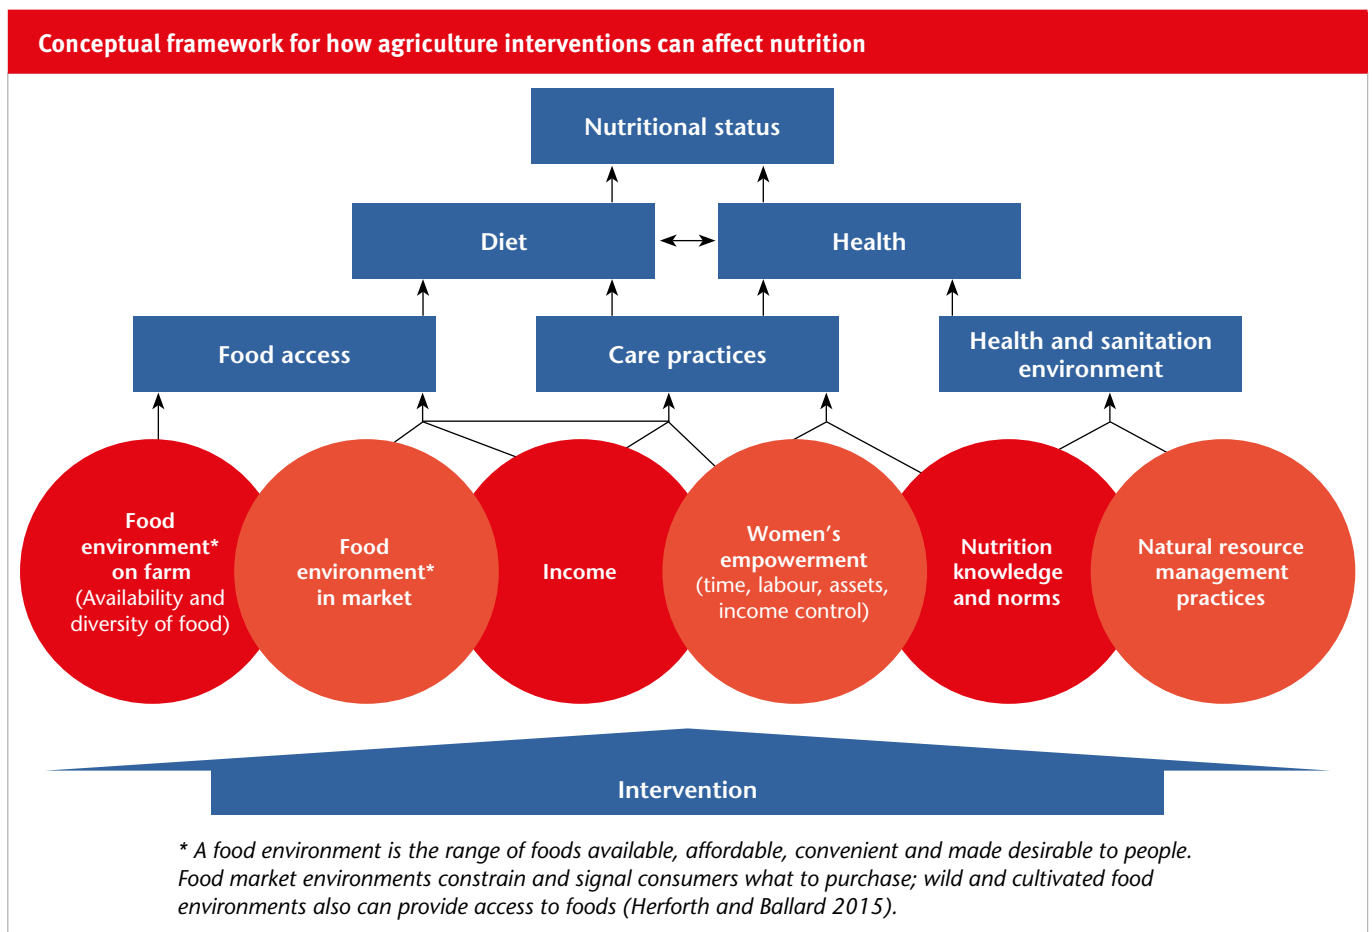 Conceptual framework for how agriculture interventions can affect nutrition
Nutritional status
Diet
Health
Food access
Care practices
Health and sanitation
environment
Food
environment*
on farm
(Availability and
diversity of food)
Food
environment*
in market
Income
Women’s
empowerment
(time, labour, assets,
income control)
Nutrition
knowledge
and norms
Natural resource
management
practices
Intervention
* A food environment is the range of foods available, affordable, convenient and made desirable to people.
Food market environments constrain and signal consumers what to purchase; wild and cultivated food
environments also can provide access to foods (Herforth and Ballard 2015).